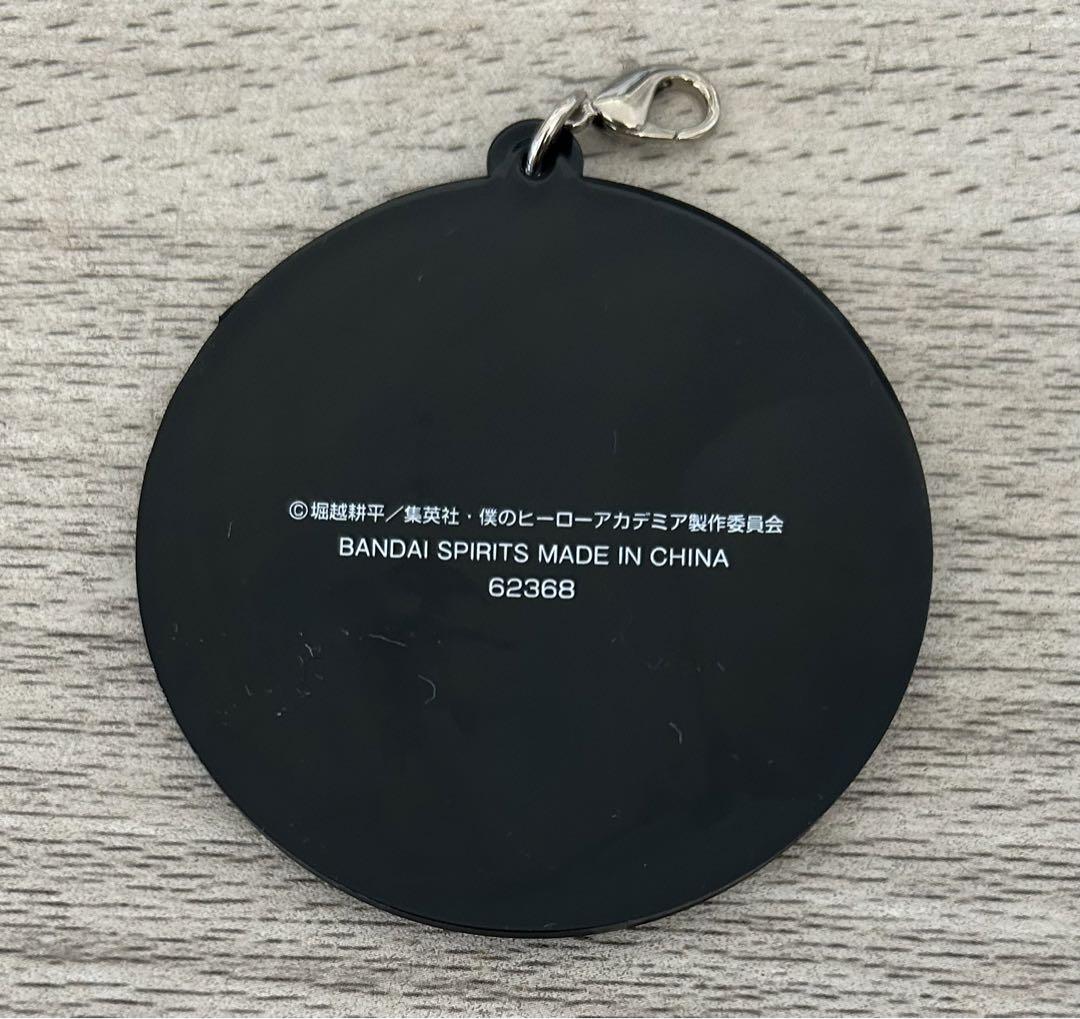 ©堀越耕平／集英社・僕のヒーローアカデミア製作委員会
BANDAI SPIRITS MADE IN CHINA
62368